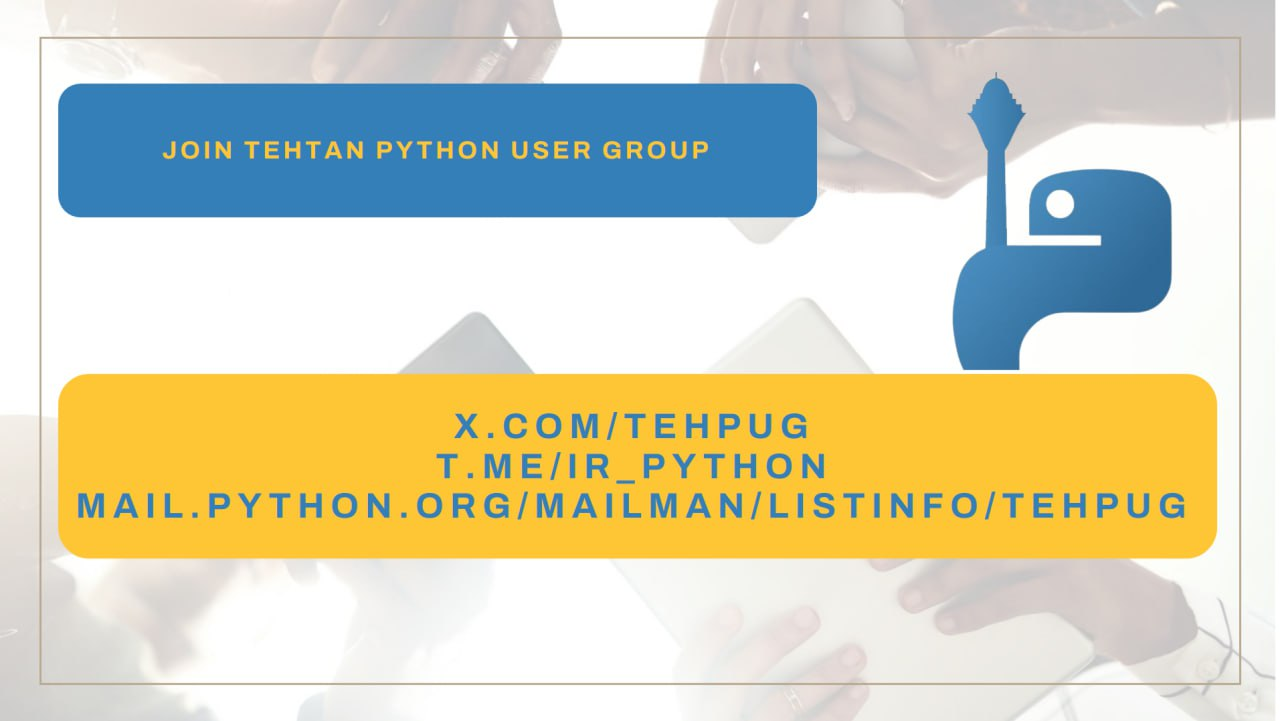 JOIN TEHTAN PYTHON USER GROUP
X.COM/TEHPUG
T.ME/IR_PYTHON
MAIL.PYTHON.ORG/MAILMAN/LISTINFO/TEHPUG